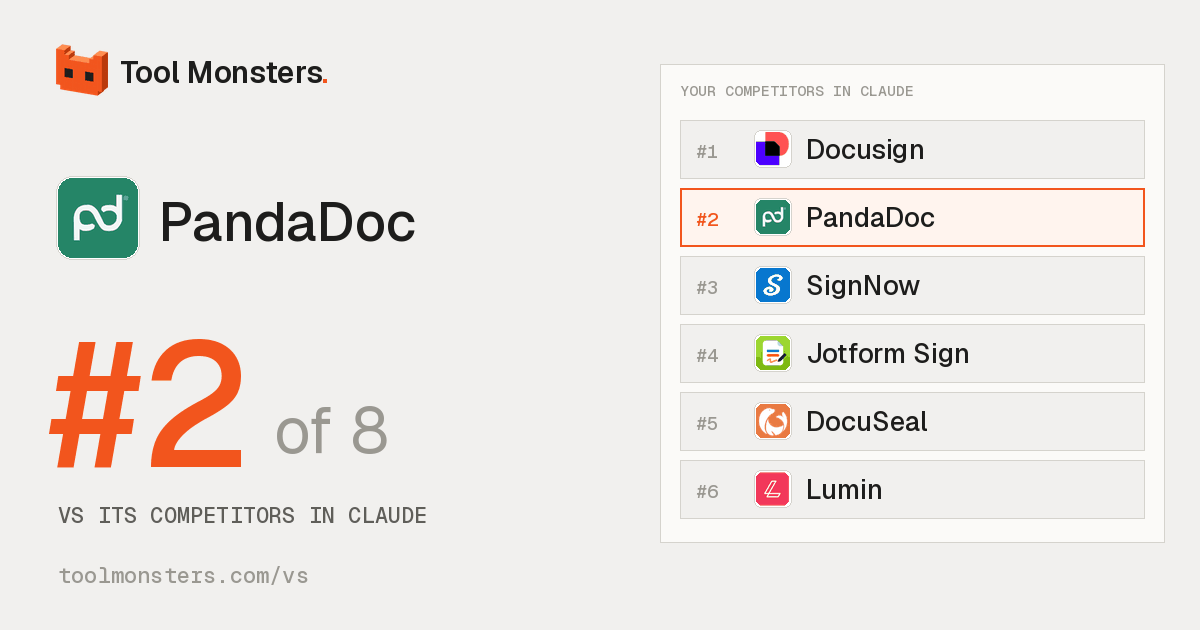 Tool Monsters.
PandaDoc
#2 of 8
VS ITS COMPETITORS IN CLAUDE
toolmonsters.com/vs
YOUR COMPETITORS IN CLAUDE
#1 Docusign
#2 PandaDoc
#3 SignNow
#4 Jotform Sign
#5 DocuSeal
#6 Lumin